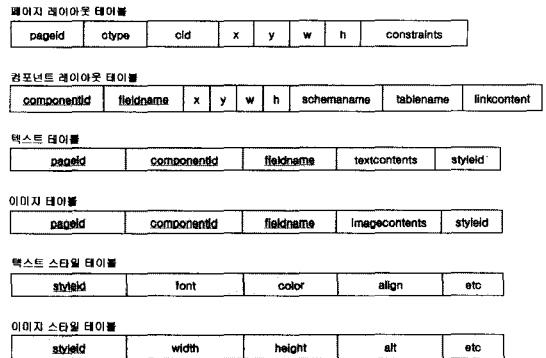 페이지 레이아웃 테이블
pageid ctype cid x y w h constraints
컴포넌트 레이아웃 테이블
componentid fieldname x y w h schemaname tablename linkcontent
텍스트 테이블
pageid componentid fieldname textcontents styleid
이미지 테이블
pageid componentid fieldname imagecontents styleid
텍스트 스타일 테이블
styleid font color align etc
이미지 스타일 테이블
styleid width height alt etc